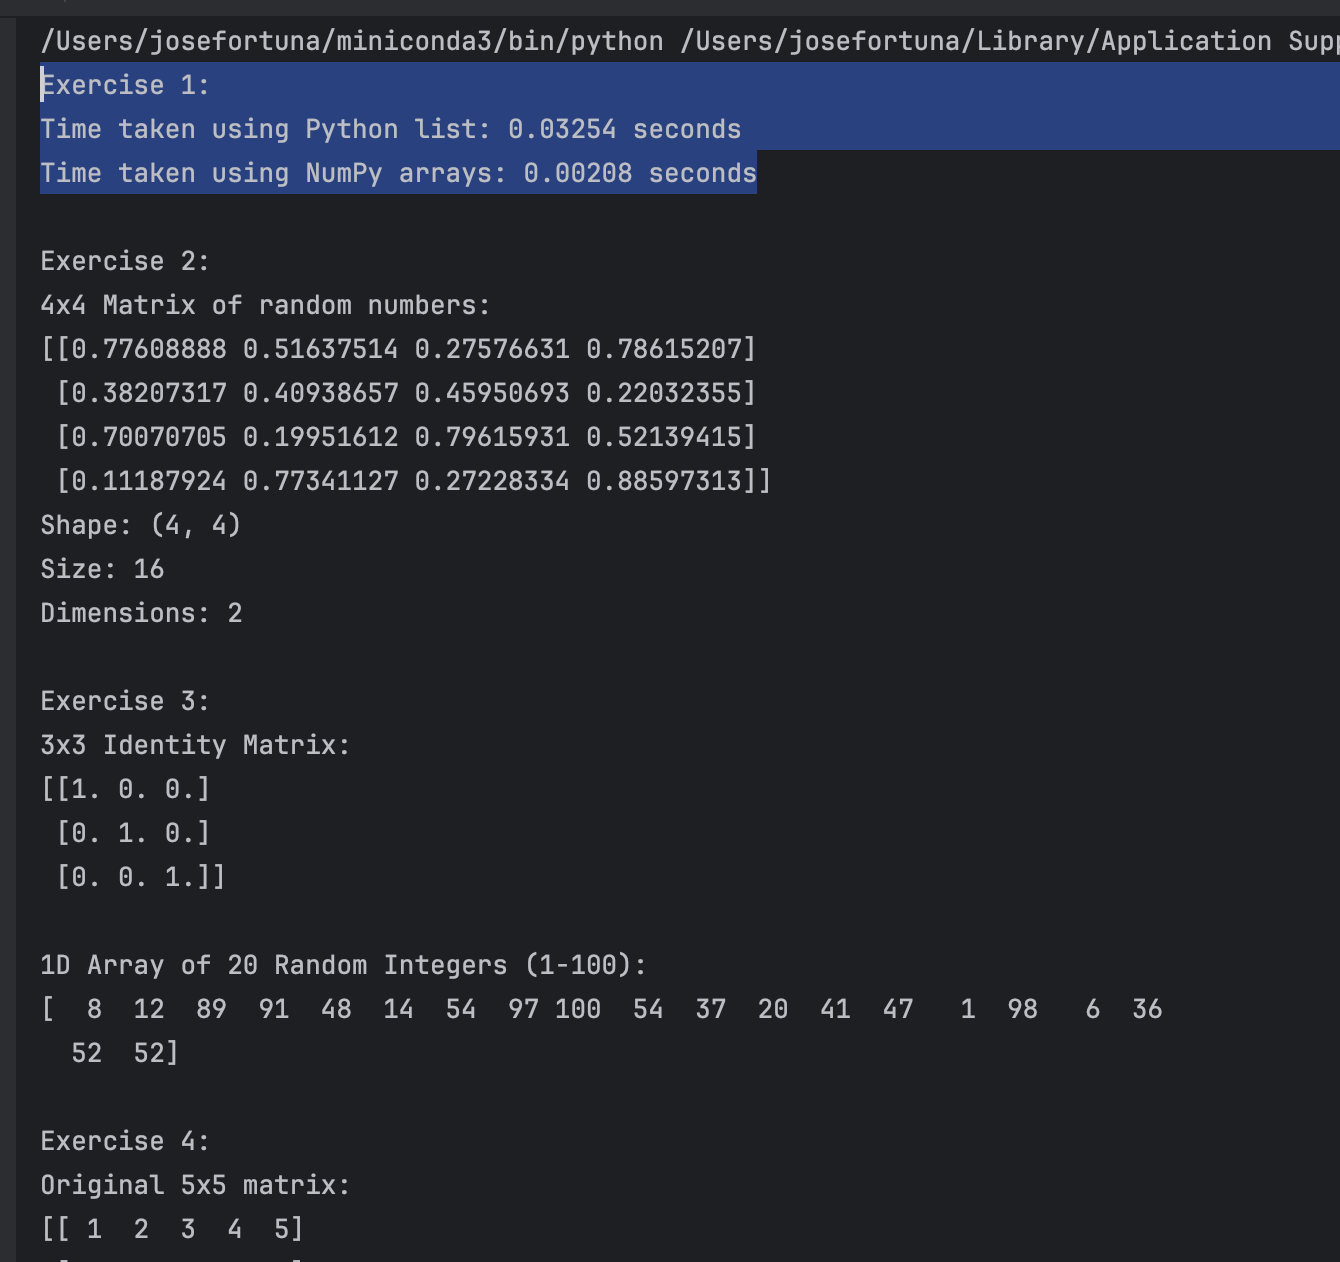 /Users/josefortuna/miniconda3/bin/python /Users/josefortuna/Library/Application Supp
Exercise 1:
Time taken using Python list: 0.03254 seconds
Time taken using NumPy arrays: 0.00208 seconds
Exercise 2:
4x4 Matrix of random numbers:
[[0.77608888 0.51637514 0.27576631 0.78615207]
 [0.38207317 0.40938657 0.45950693 0.22032355]
 [0.70070705 0.19951612 0.79615931 0.52139415]
 [0.11187924 0.77341127 0.27228334 0.88597313]]
Shape: (4, 4)
Size: 16
Dimensions: 2
Exercise 3:
3x3 Identity Matrix:
[[1. 0. 0.]
 [0. 1. 0.]
 [0. 0. 1.]]
1D Array of 20 Random Integers (1-100):
[  8  12  89  91  48  14  54  97 100  54  37  20  41  47   1  98   6  36
  52  52]
Exercise 4:
Original 5x5 matrix:
[[ 1  2  3  4  5]